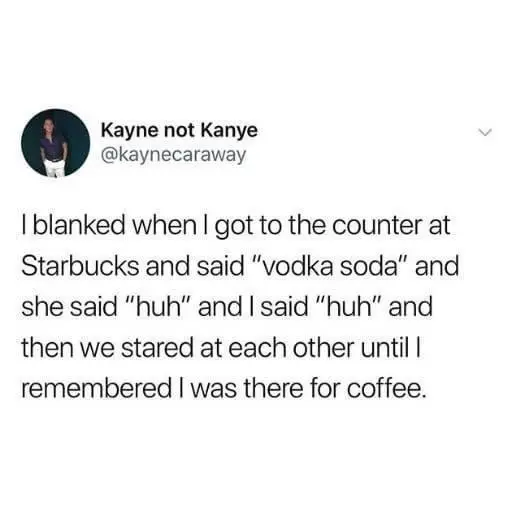 Kayne not Kanye
@kaynecaraway
I blanked when I got to the counter at
Starbucks and said “vodka soda” and
she said “huh” and I said “huh” and
then we stared at each other until I
remembered I was there for coffee.